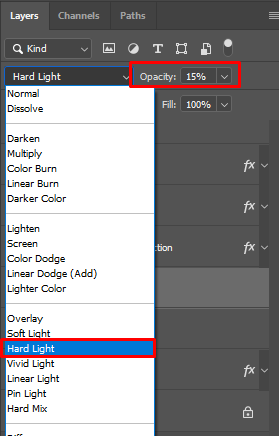 Layers Channels Paths
Kind
Hard Light Opacity: 15%
Normal
Dissolve
Fill: 100%
Darken
Multiply
Color Burn
Linear Burn
Darker Color
fx
Lighten
Screen
Color Dodge
Linear Dodge (Add)
Lighter Color
fx
ction fx
Overlay
Soft Light
Hard Light
Vivid Light
Linear Light
Pin Light
Hard Mix
fx